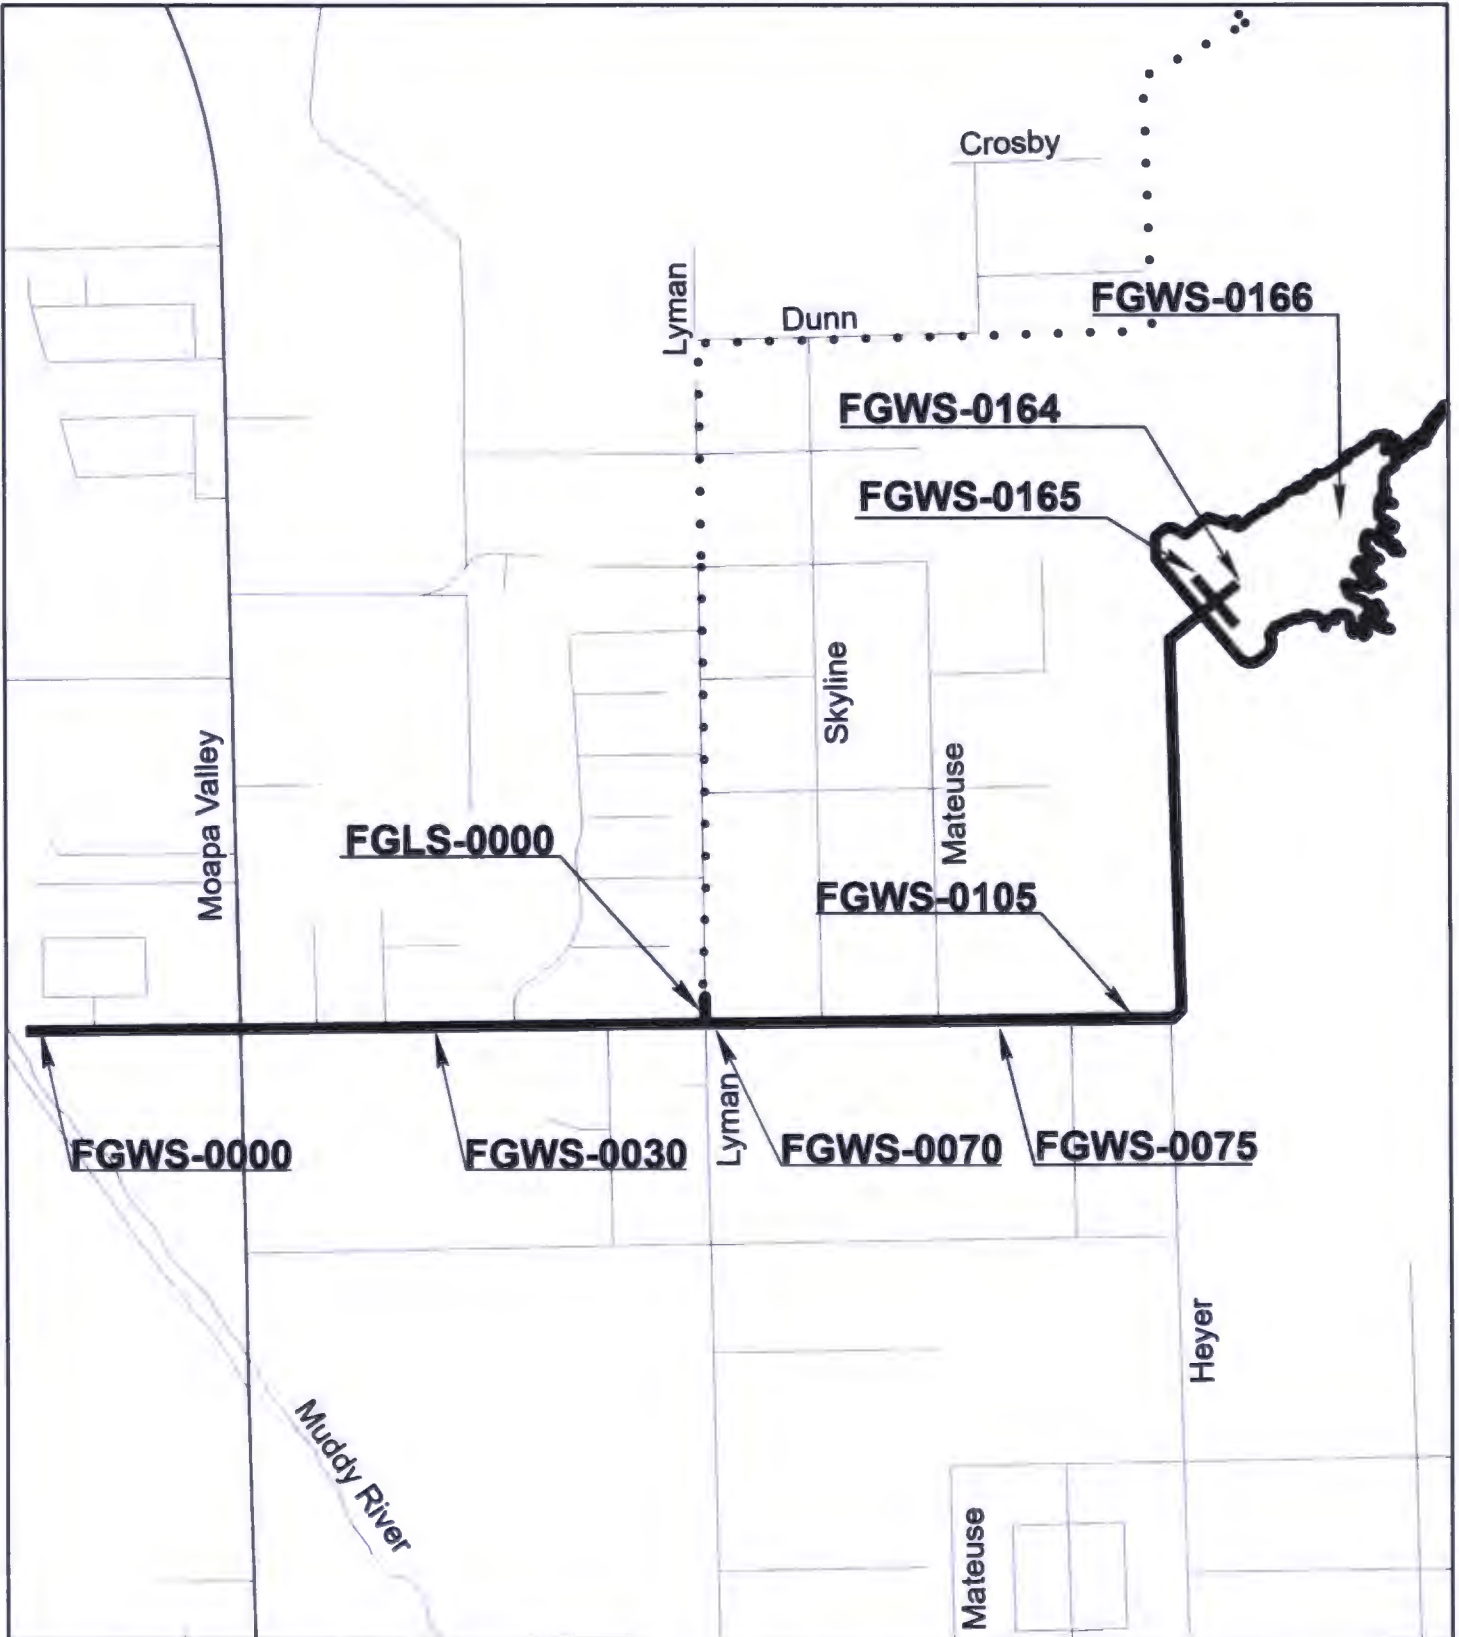 Crosby
Lyman
FGWS-0166
Dunn
FGWS-0164
FGWS-0165
Skyline
Moapa Valley
Mateuse
FGLS-0000
FGWS-0105
Lyman
FGWS-0000
FGWS-0030
FGWS-0070
FGWS-0075
Heyer
Muddy River
Mateuse